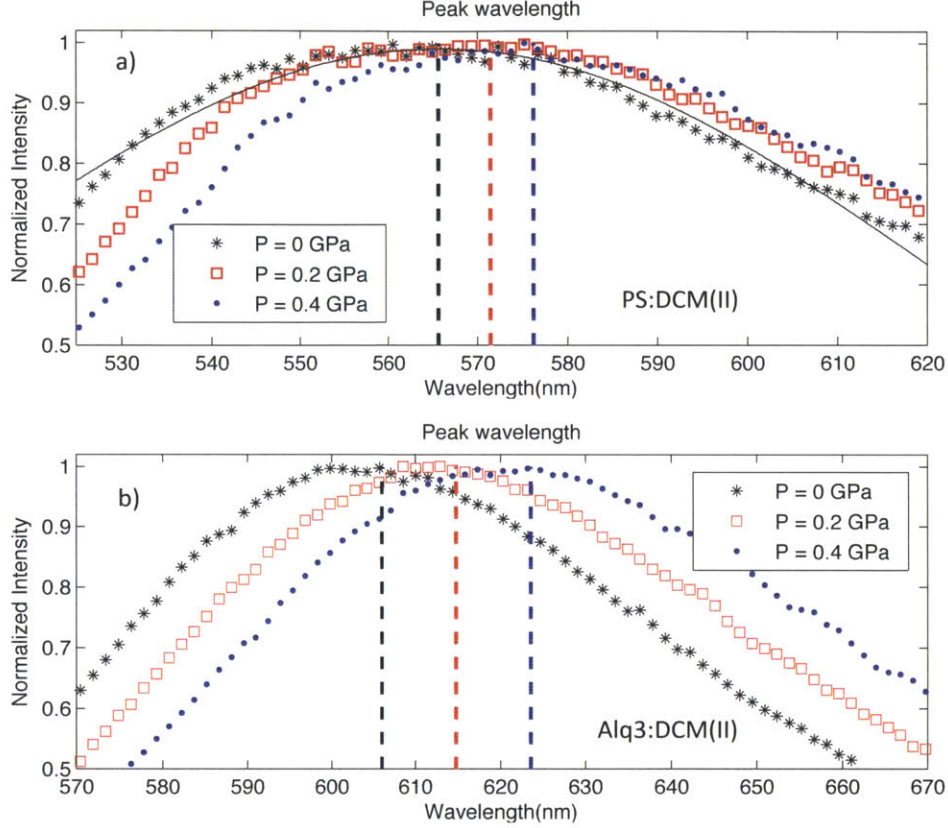 Peak wavelength
a)
1
0.9
0.8
0.7
0.6
0.5
Normalized Intensity
P = 0 GPa
P = 0.2 GPa
P = 0.4 GPa
PS:DCM(II)
530 540 550 560 570 580 590 600 610 620
Wavelength(nm)
Peak wavelength
b)
1
0.9
0.8
0.7
0.6
0.5
Normalized Intensity
P = 0 GPa
P = 0.2 GPa
P = 0.4 GPa
Alq3:DCM(II)
570 580 590 600 610 620 630 640 650 660 670
Wavelength(nm)